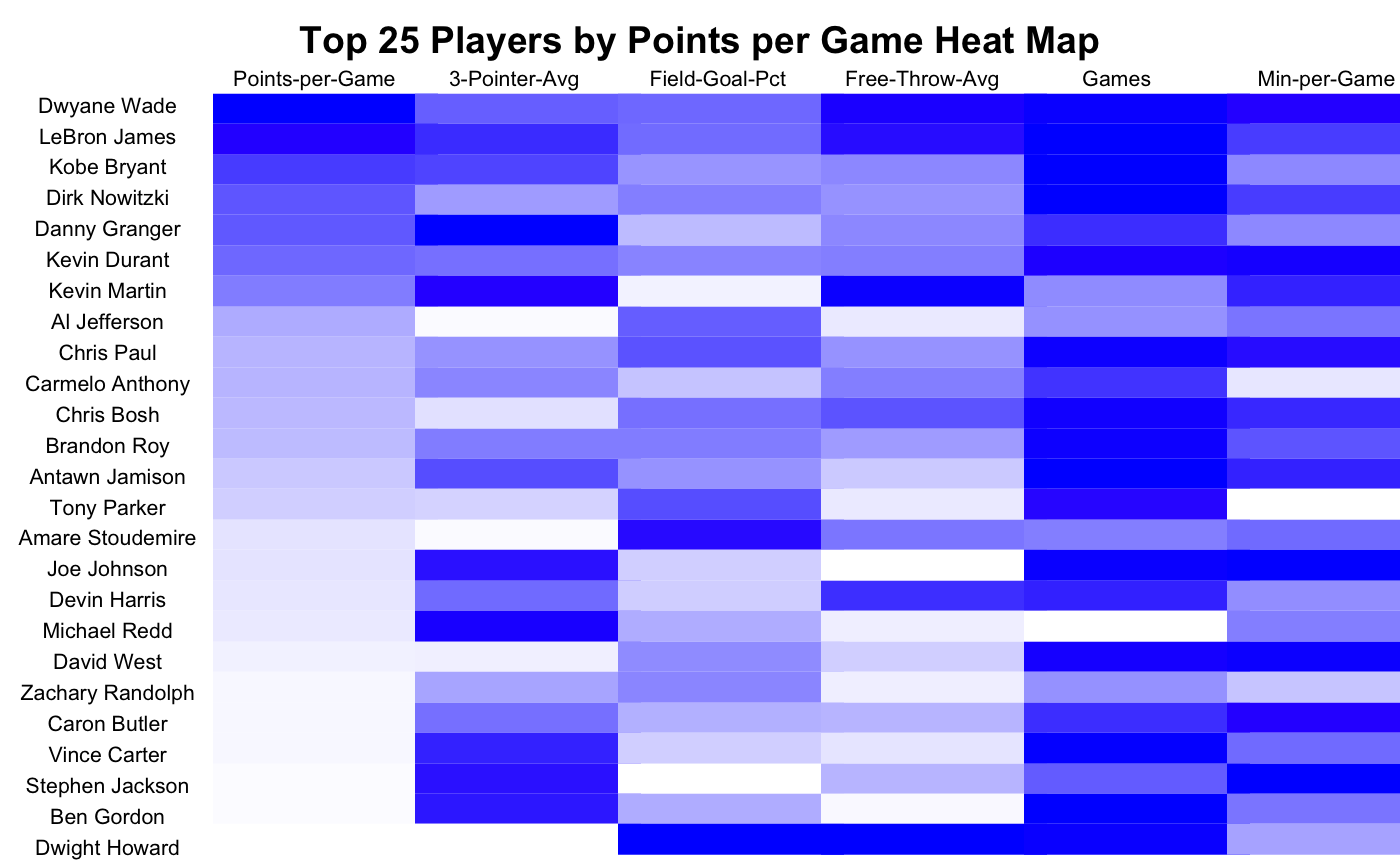 Top 25 Players by Points per Game Heat Map
Points-per-Game 3-Pointer-Avg Field-Goal-Pct Free-Throw-Avg Games Min-per-Game
Dwyane Wade
LeBron James
Kobe Bryant
Dirk Nowitzki
Danny Granger
Kevin Durant
Kevin Martin
Al Jefferson
Chris Paul
Carmelo Anthony
Chris Bosh
Brandon Roy
Antawn Jamison
Tony Parker
Amare Stoudemire
Joe Johnson
Devin Harris
Michael Redd
David West
Zachary Randolph
Caron Butler
Vince Carter
Stephen Jackson
Ben Gordon
Dwight Howard